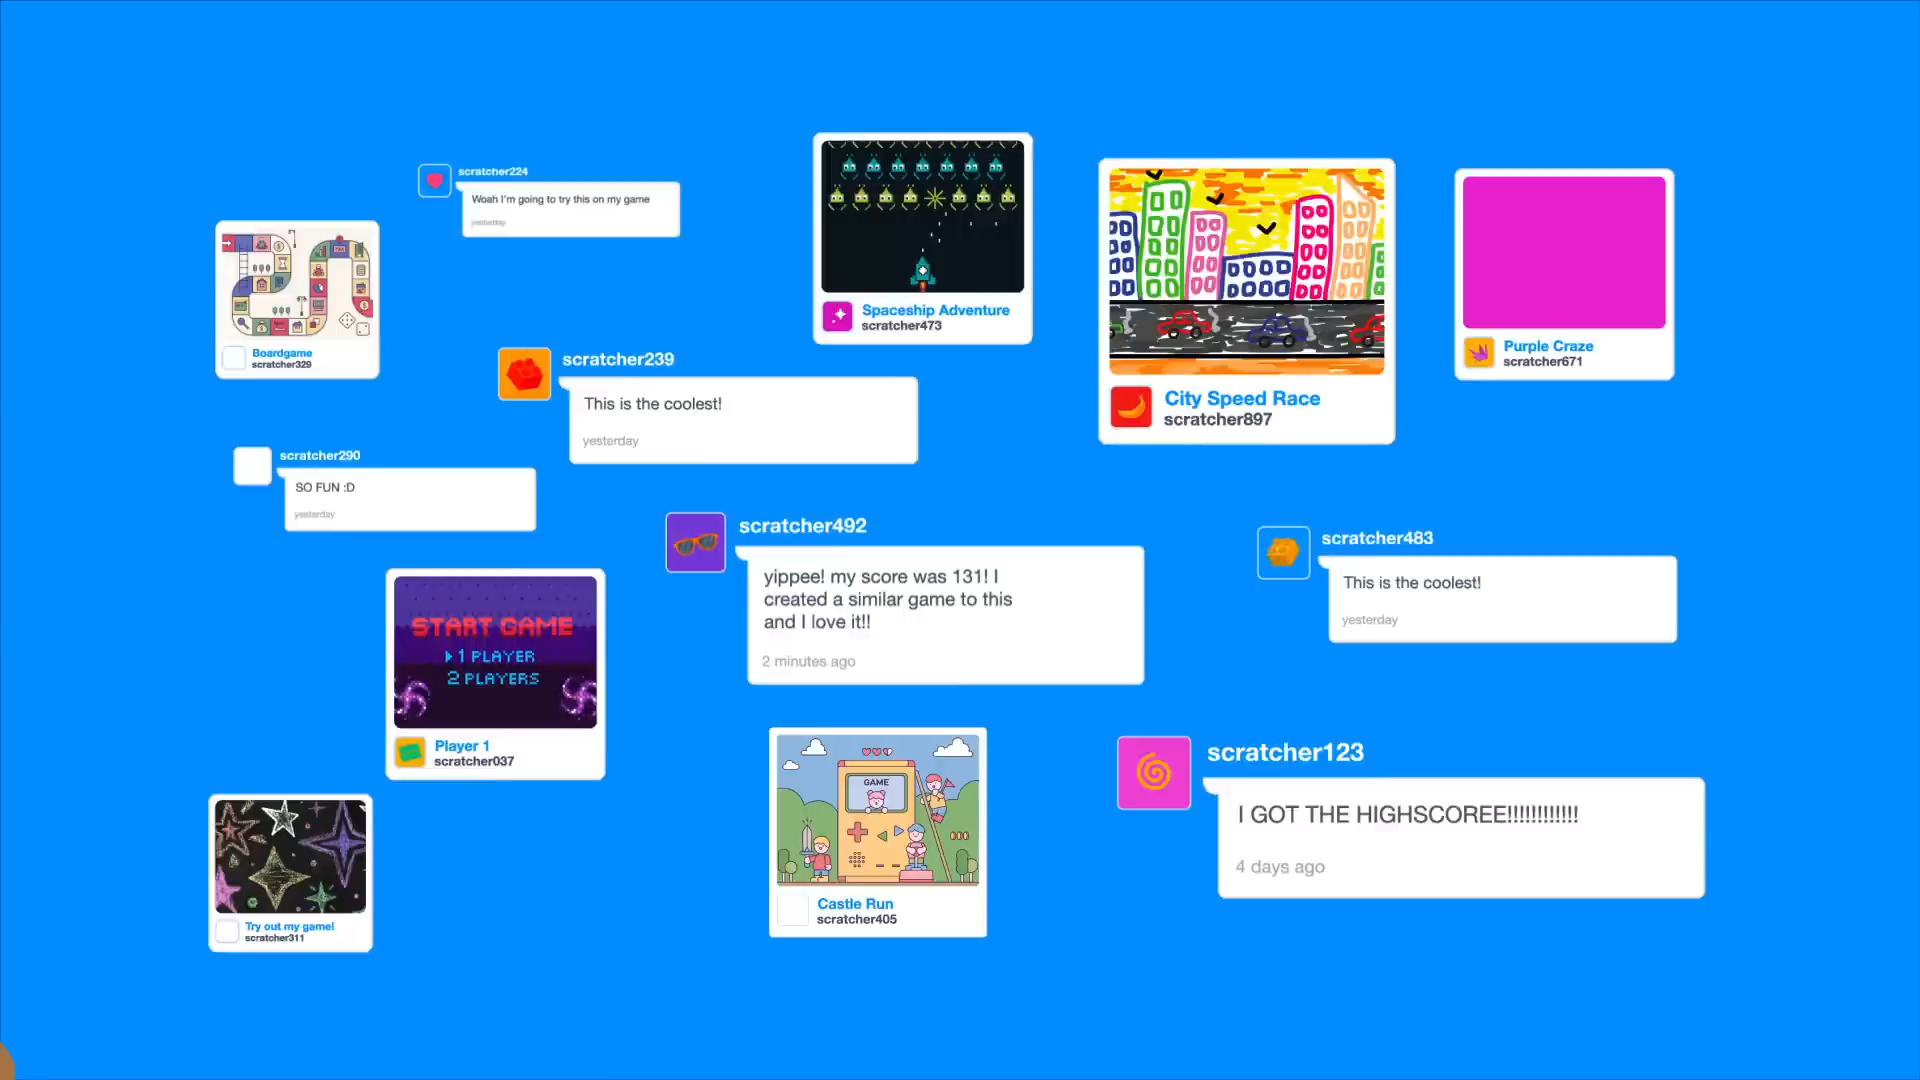 scratcher224
Woah I'm going to try this on my game
yesterday
Boardgame
scratcher329
Spaceship Adventure
scratcher473
City Speed Race
scratcher897
Purple Craze
scratcher671
scratcher239
This is the coolest!
yesterday
scratcher290
SO FUN :D
yesterday
scratcher492
yippee! my score was 131! I
created a similar game to this
and I love it!!
2 minutes ago
scratcher483
This is the coolest!
yesterday
START GAME
1 PLAYER
2 PLAYERS
Player 1
scratcher037
GAME
Castle Run
scratcher405
scratcher123
I GOT THE HIGHSCOREE!!!!!!!!!!!!
4 days ago
Try out my game!
scratcher311